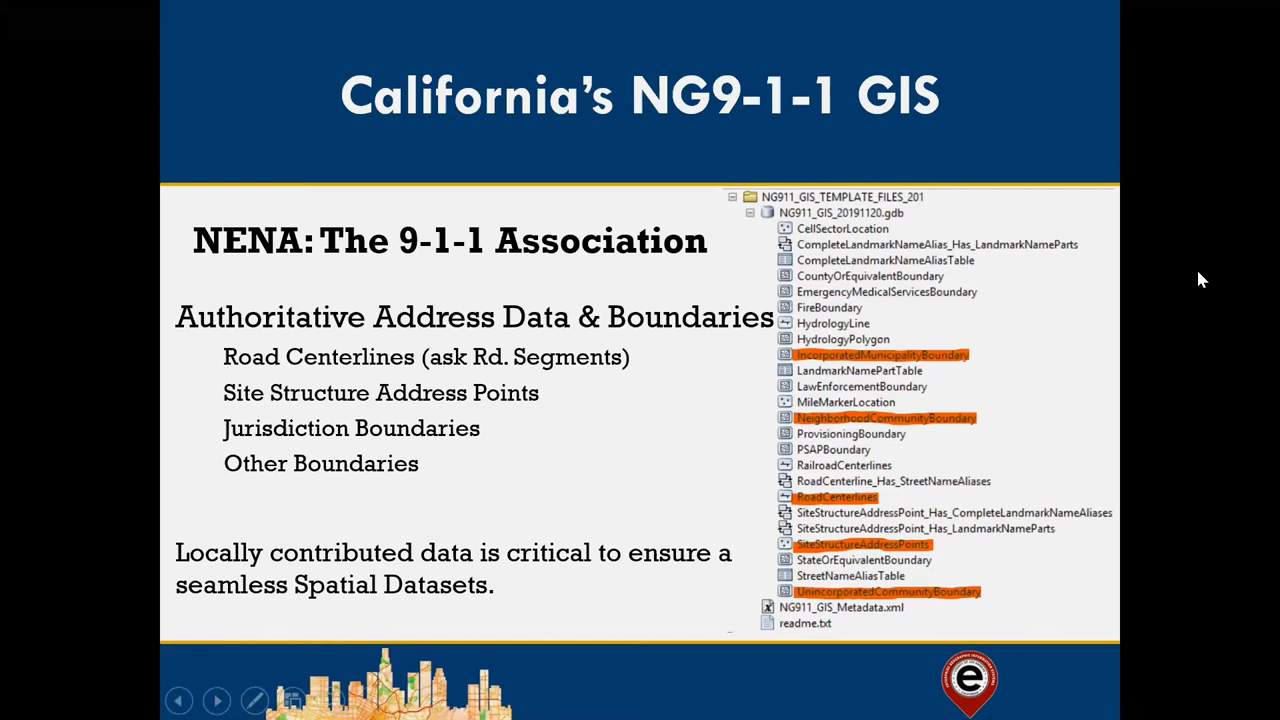 California's NG9-1-1 GIS
NENA: The 9-1-1 Association
Authoritative Address Data & Boundaries
Road Centerlines (ask Rd. Segments)
Site Structure Address Points
Jurisdiction Boundaries
Other Boundaries
Locally contributed data is critical to ensure a
seamless Spatial Datasets.
NG911_GIS_TEMPLATE_FILES_201
NG911_GIS_20191120.gdb
CellSectorLocation
CompleteLandmarkNameAlias_Has_LandmarkNameParts
CompleteLandmarkNameAliasTable
CountyOrEquivalentBoundary
EmergencyMedicalServicesBoundary
FireBoundary
HydrologyLine
HydrologyPolygon
IncorporatedMunicipalityBoundary
LandmarkNamePartTable
LawEnforcementBoundary
MileMarkerLocation
NeighborhoodCommunityBoundary
ProvisioningBoundary
PSAPBoundary
RailroadCenterlines
RoadCenterline_Has_StreetNameAliases
RoadCenterlines
SiteStructureAddressPoint_Has_CompleteLandmarkNameAliases
SiteStructureAddressPoint_Has_LandmarkNameParts
SiteStructureAddressPoints
StateOrEquivalentBoundary
StreetNameAliasTable
UnincorporatedCommunityBoundary
NG911_GIS_Metadata.xml
readme.txt
e